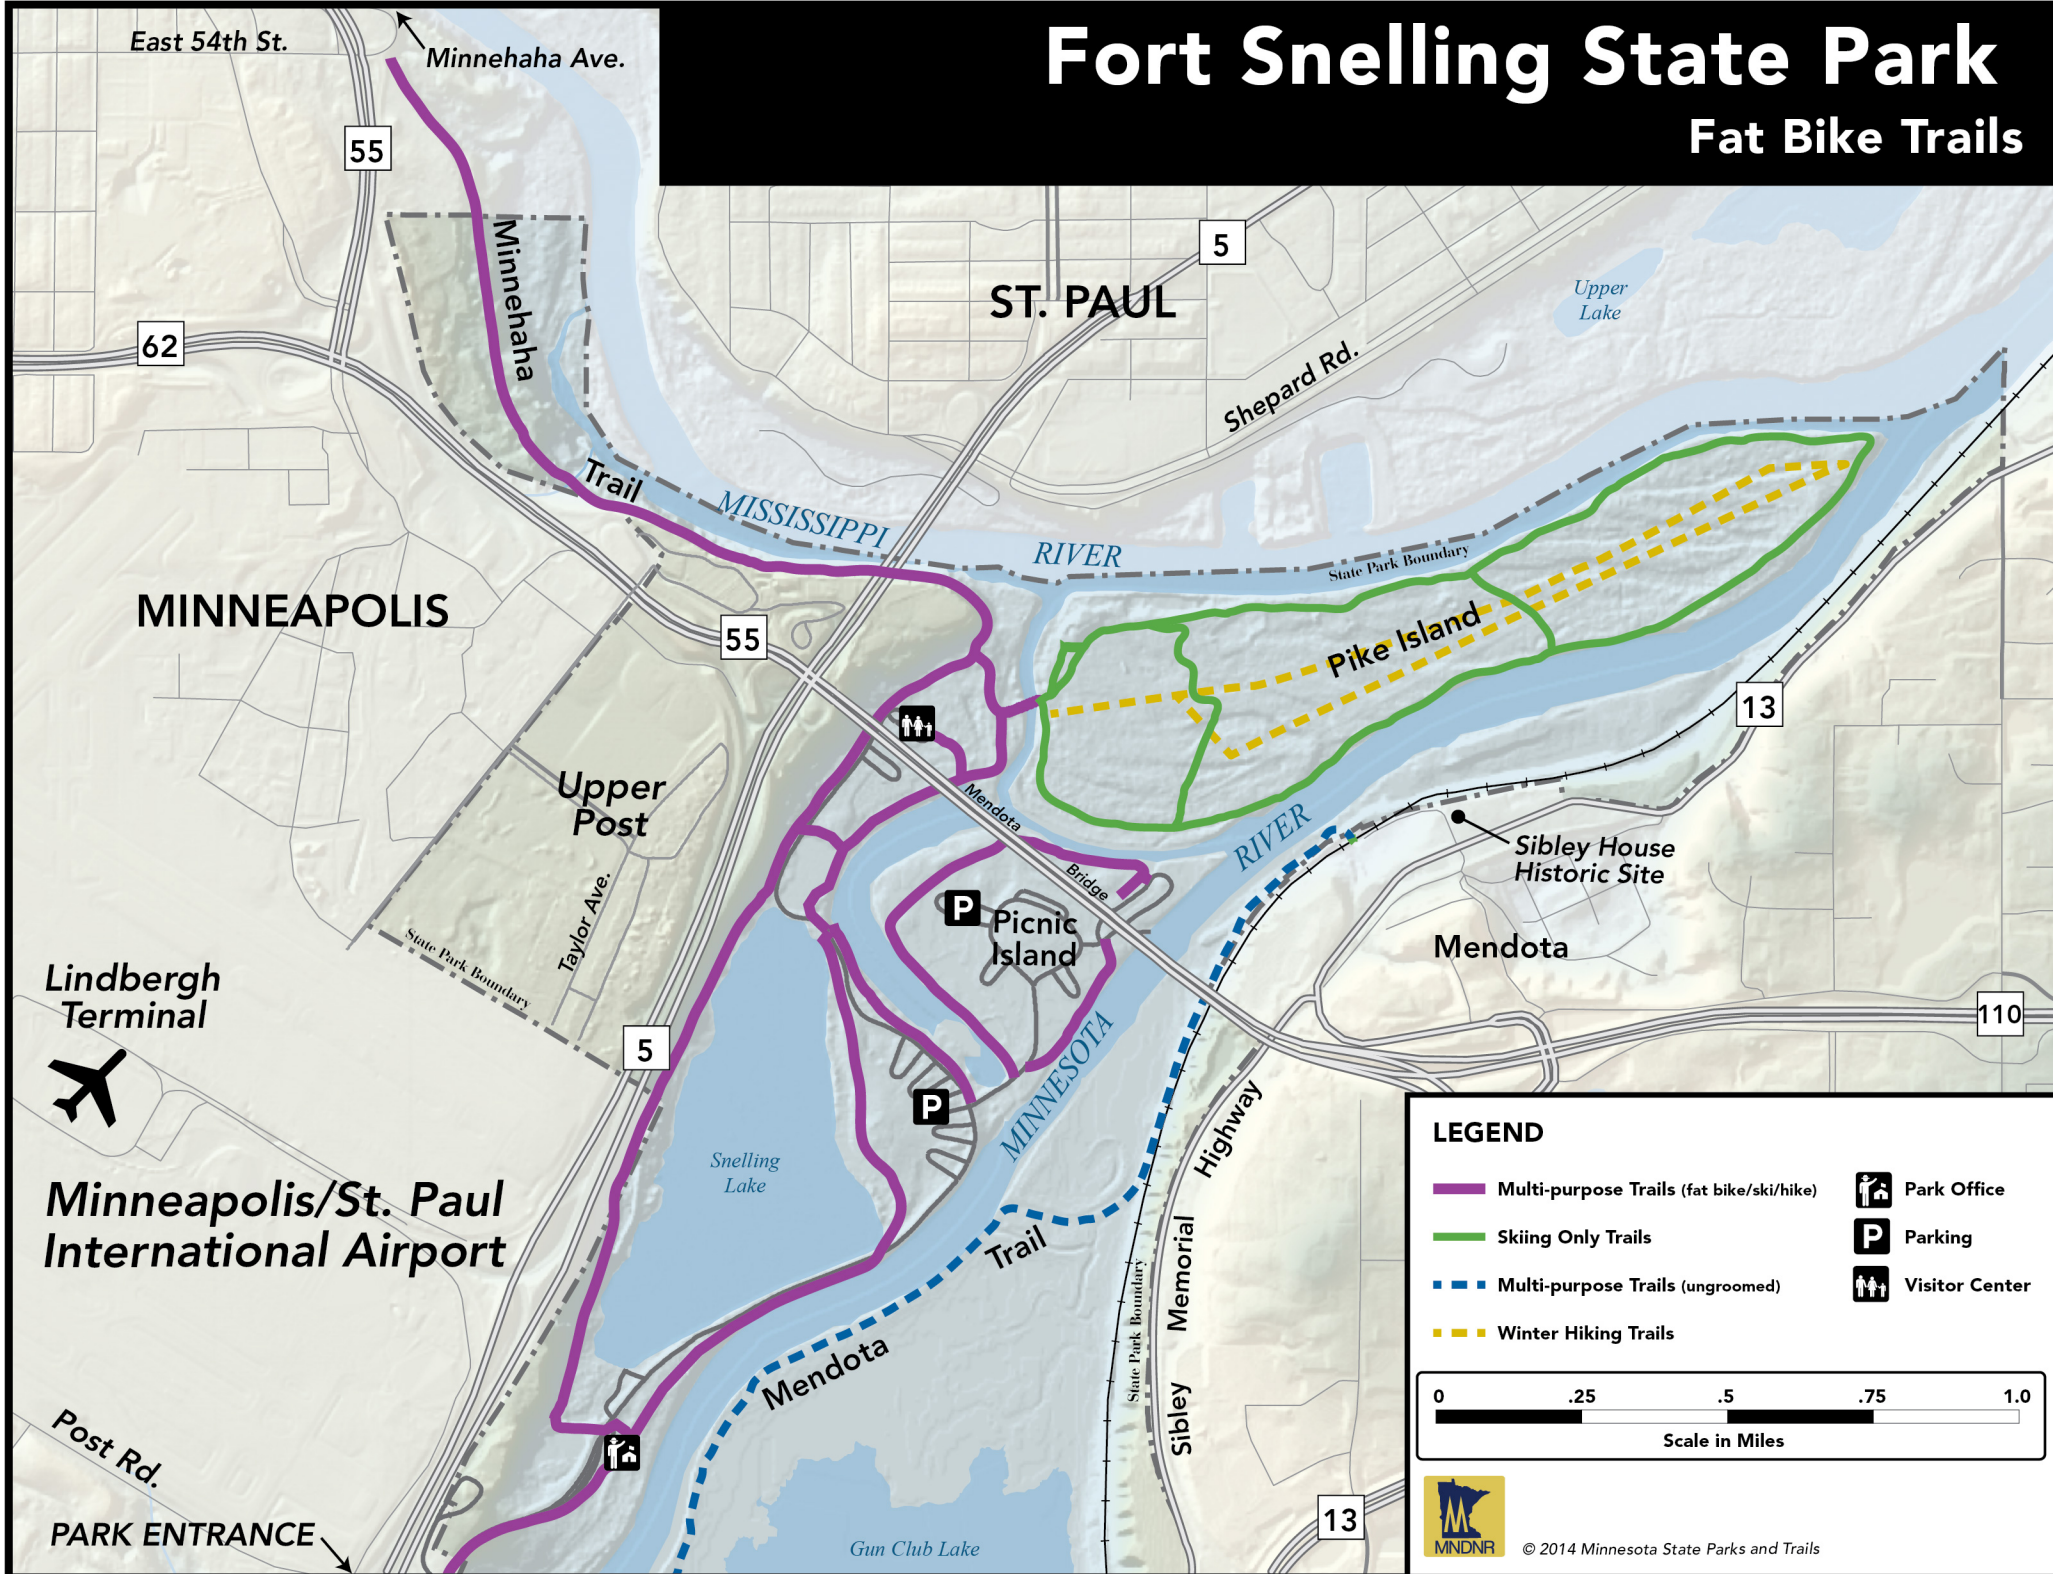 Fort Snelling State Park
Fat Bike Trails
East 54th St.
Minnehaha Ave.
55
5
ST. PAUL
Upper
Lake
62
Minnehaha
Shepard Rd.
Trail
MISSISSIPPI
RIVER
State Park Boundary
MINNEAPOLIS
55
Pike Island
13
Upper
Post
Mendota
Bridge
RIVER
Sibley House
Historic Site
Taylor Ave.
State Park Boundary
P
Picnic
Island
Mendota
Lindbergh
Terminal
5
110
MINNESOTA
P
Snelling
Lake
Highway
Minneapolis/St. Paul
International Airport
Trail
Memorial
State Park Boundary
Mendota
Sibley
Post Rd.
PARK ENTRANCE
Gun Club Lake
13
LEGEND
Multi-purpose Trails (fat bike/ski/hike)
Skiing Only Trails
Multi-purpose Trails (ungroomed)
Winter Hiking Trails
Park Office
P Parking
Visitor Center
0 .25 .5 .75 1.0
Scale in Miles
MNDNR
© 2014 Minnesota State Parks and Trails